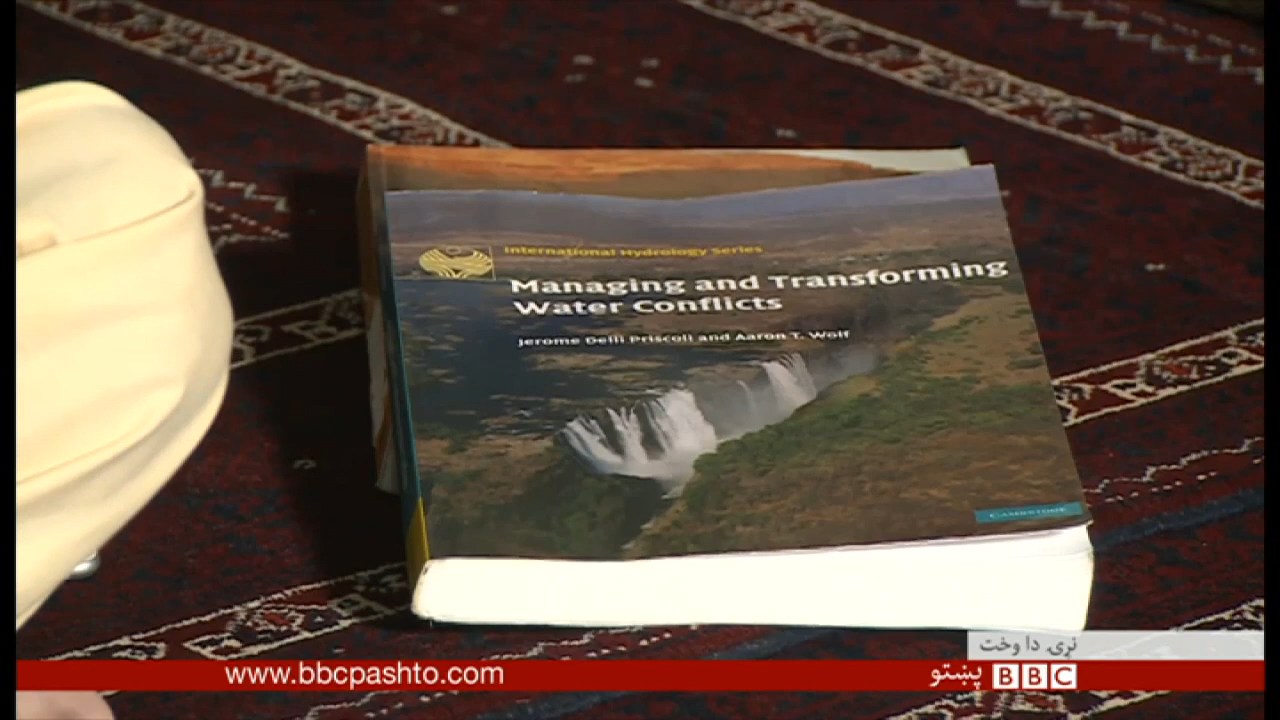 International Hydrology Series
Managing and Transforming
Water Conflicts
Jerome Delli Priscoli and Aaron T. Wolf
CAMBRIDGE
نړۍ دا وخت
www.bbcpashto.com
پښتو BBC